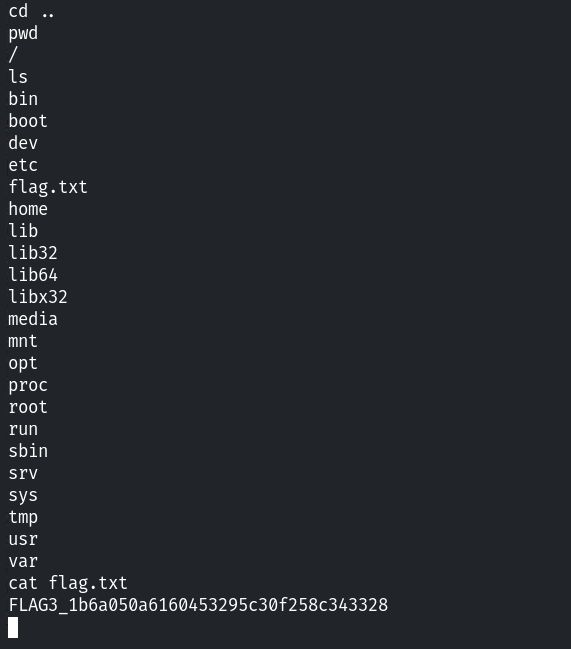 cd ..
pwd
/
ls
bin
boot
dev
etc
flag.txt
home
lib
lib32
lib64
libx32
media
mnt
opt
proc
root
run
sbin
srv
sys
tmp
usr
var
cat flag.txt
FLAG3_1b6a050a6160453295c30f258c343328